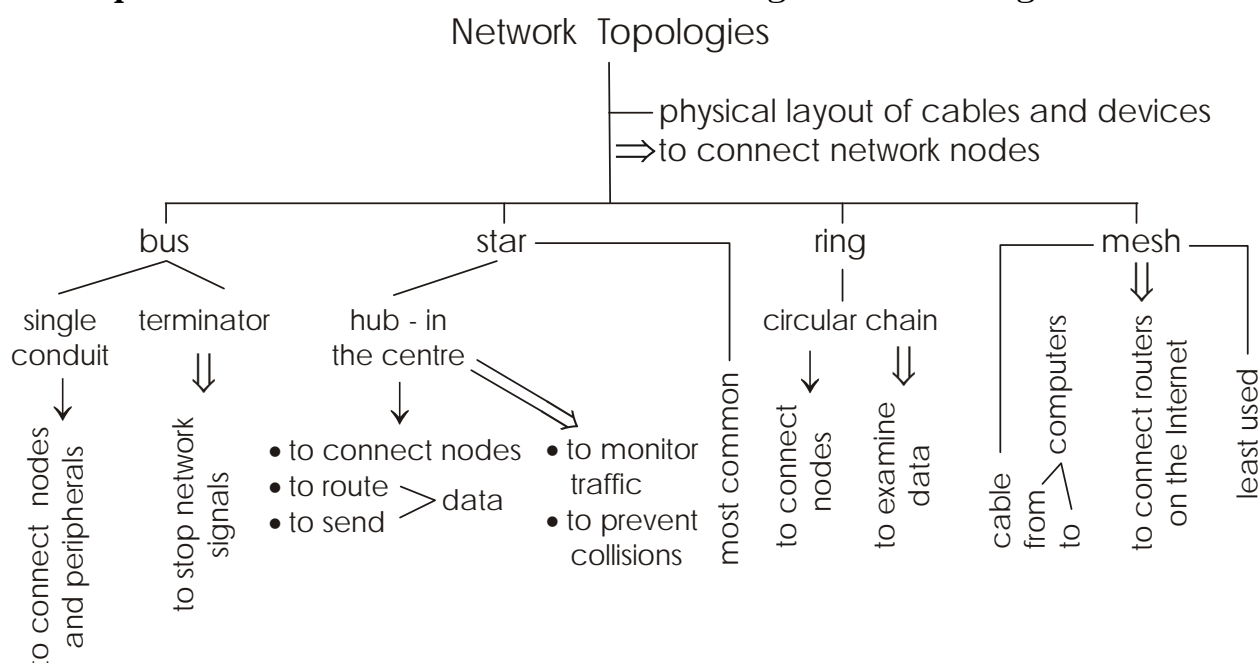 Network Topologies
physical layout of cables and devices
⇒ to connect network nodes
bus
star
ring
mesh
single
conduit
terminator
hub - in
the centre
circular chain
to connect nodes
and peripherals
to stop network
signals
• to connect nodes
• to route
• to send
data
• to monitor
traffic
• to prevent
collisions
most common
to connect
nodes
to examine
data
cable
from
to
computers
to connect routers
on the Internet
least used